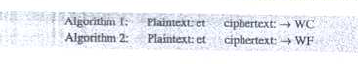 Algorithm 1: Plaintext: et ciphertext: → WC
Algorithm 2: Plaintext: et ciphertext: → WF